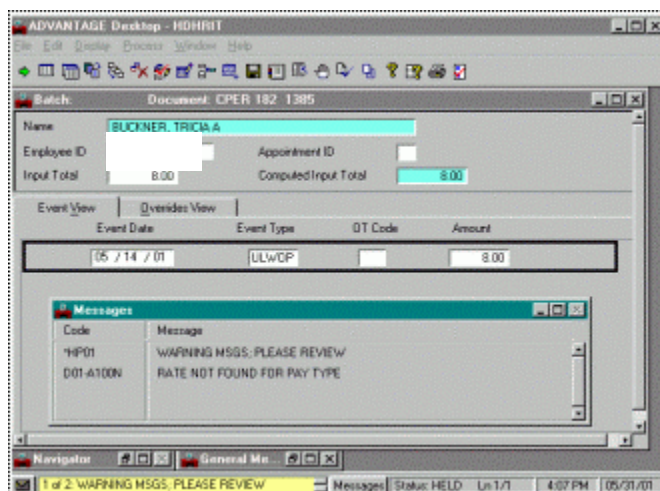 ADVANTAGE Desktop - HDHRIT
File Edit Display Process Window Help
Batch: Document: CPER 182 1385
Name BUCKNER, TRICIA A
Employee ID Appointment ID
Input Total 8.00 Computed Input Total 8.00
Event View Overrides View
Event Date Event Type OT Code Amount
05 / 14 / 01 ULWOP 8.00
Messages
Code Message
*HP01 WARNING MSGS; PLEASE REVIEW
D01-A100N RATE NOT FOUND FOR PAY TYPE
Navigator General Me...
1 of 2: WARNING MSGS; PLEASE REVIEW Messages Status: HELD Ln 1/1 4:07 PM 05/31/01